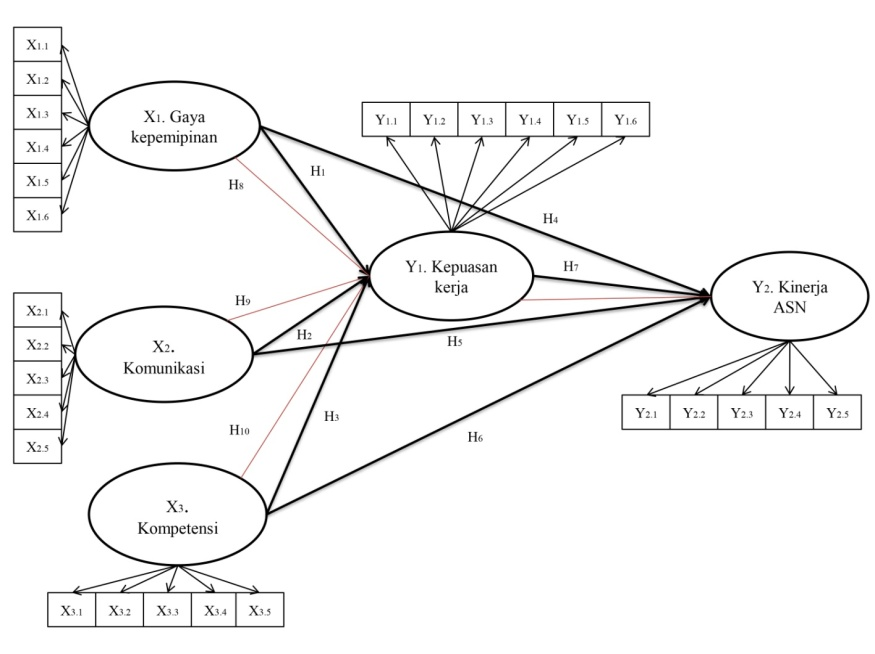 X1.1
X1.2
X1.3
X1.4
X1.5
X1.6
X1. Gaya
kepemipinan
Y1.1 Y1.2 Y1.3 Y1.4 Y1.5 Y1.6
H1
H8
H4
Y1. Kepuasan
kerja
H7
Y2. Kinerja
ASN
H9
H2
H5
X2.1
X2.2
X2.3
X2.4
X2.5
X2.
Komunikasi
H10
H3
H6
Y2.1 Y2.2 Y2.3 Y2.4 Y2.5
X3.
Kompetensi
X3.1 X3.2 X3.3 X3.4 X3.5